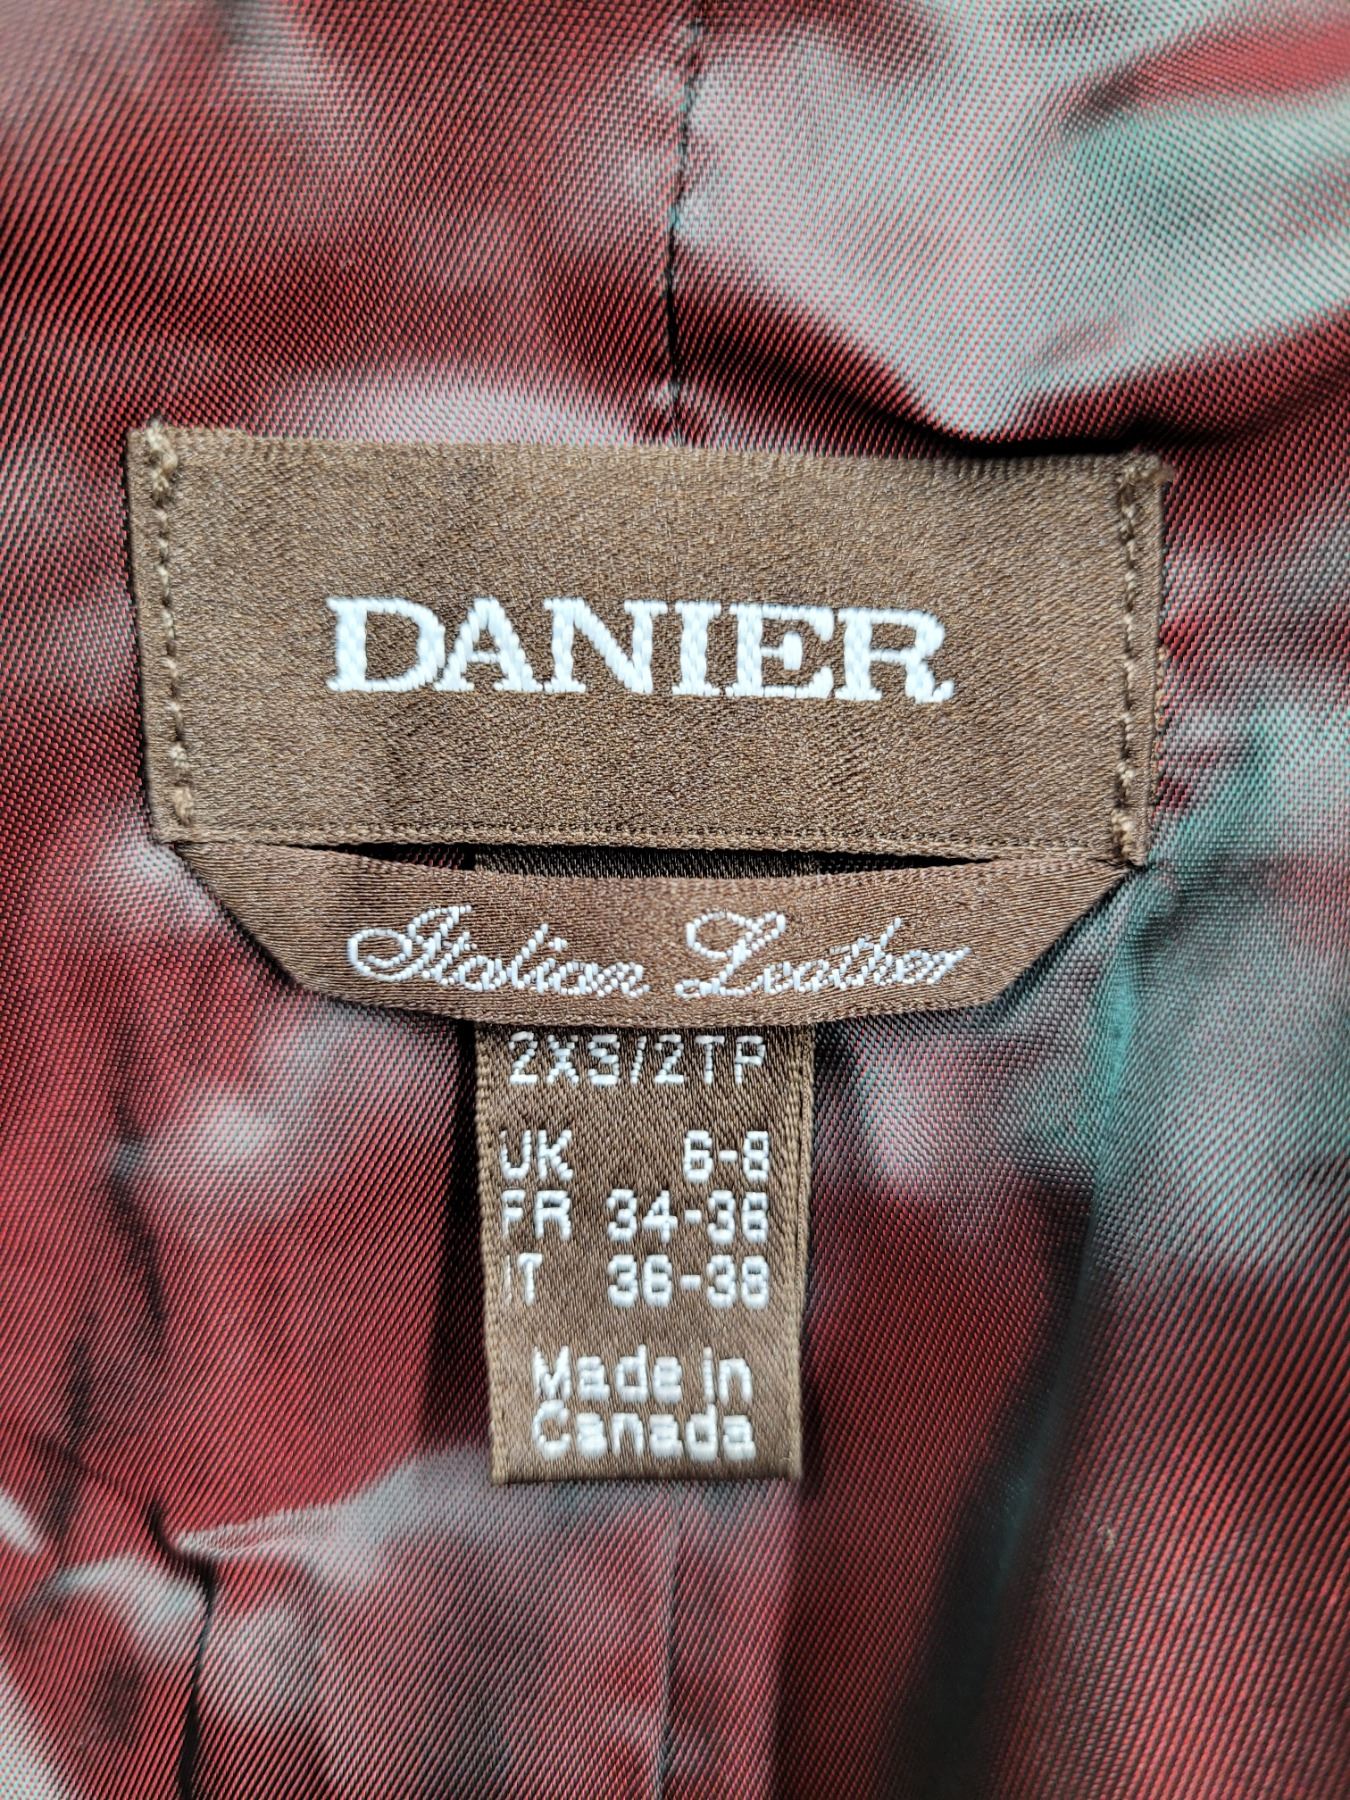 DANIER
Italian Leather
2XS/2TP
UK 6-8
FR 34-36
IT 36-38
Made in
Canada